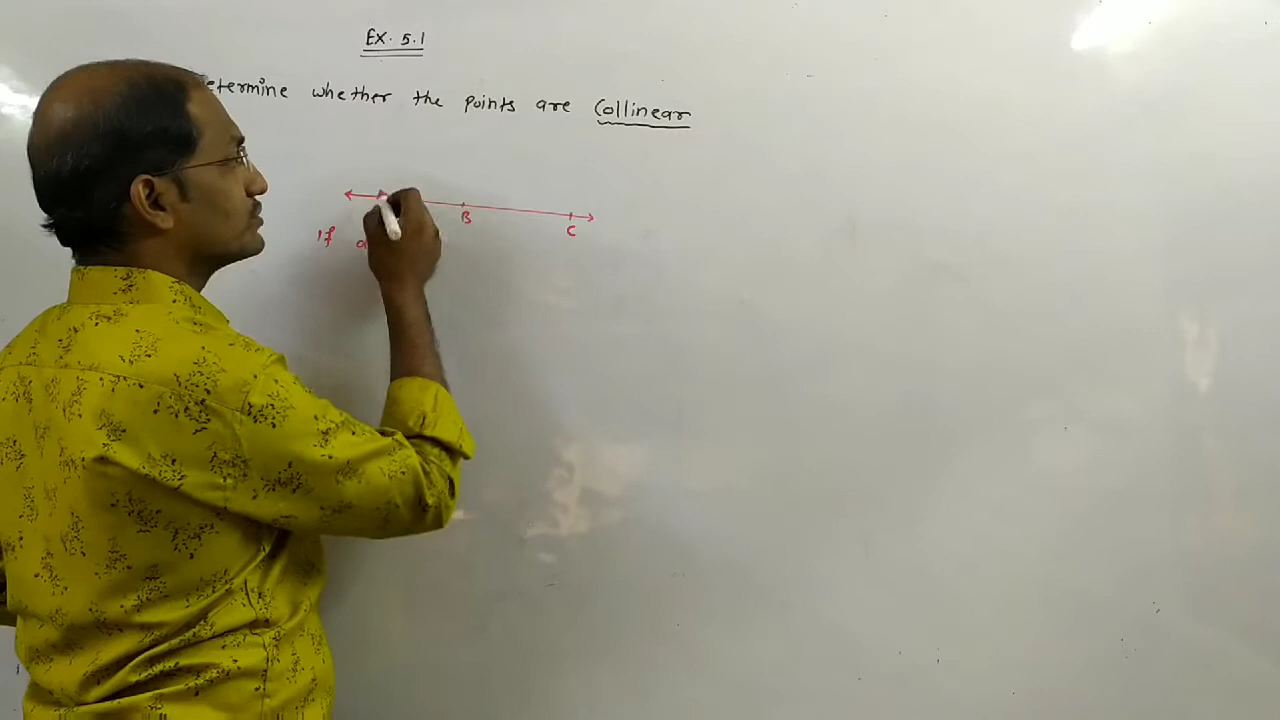 Ex. 5.1
etermine whether the points are Collinear
B
C
If